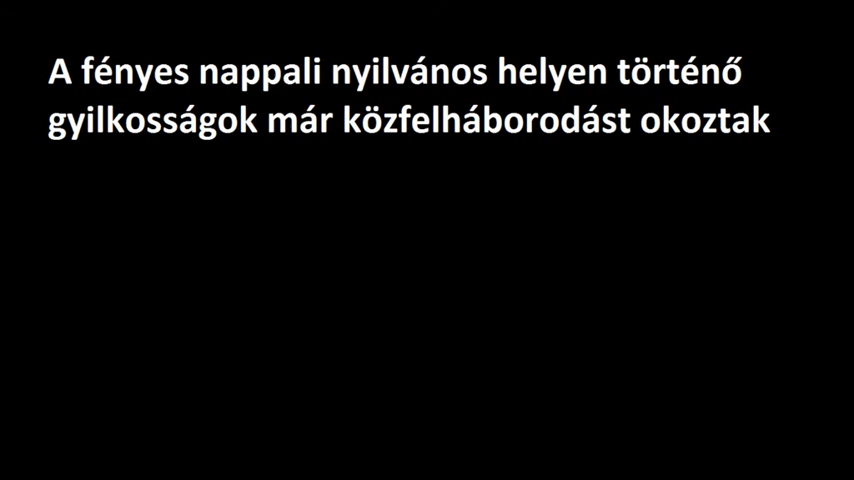 A fényes nappali nyilvános helyen történő
gyilkosságok már közfelháborodást okoztak